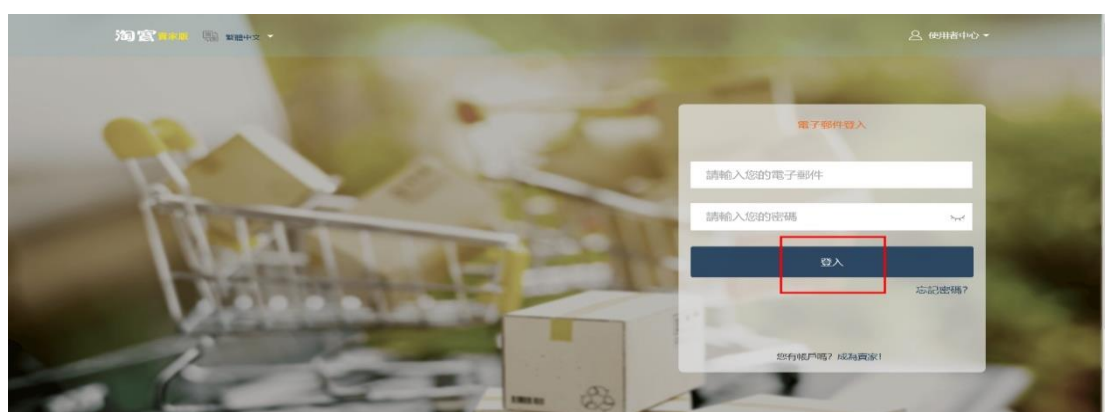 淘窩 賣家版 繁體中文
使用者中心
電子郵件登入
請輸入您的電子郵件
請輸入您的密碼
登入
忘記密碼?
您有帳戶嗎? 成為賣家!